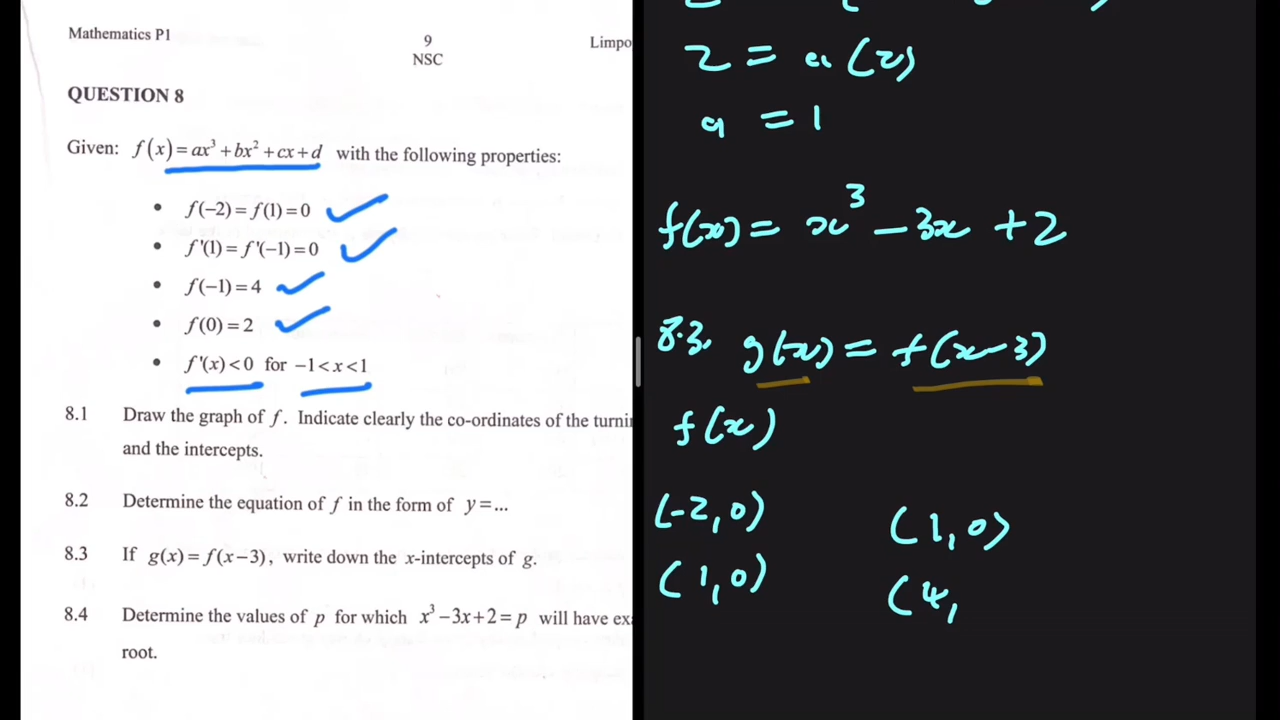 Mathematics P1
9
NSC
Limpo
QUESTION 8
Given: f(x)=ax³+bx²+cx+d with the following properties:
• f(−2)=f(1)=0
• f'(1)=f'(−1)=0
• f(−1)=4
• f(0)=2
• f'(x)<0 for −1<x<1
8.1 Draw the graph of f. Indicate clearly the co-ordinates of the turni
and the intercepts.
8.2 Determine the equation of f in the form of y=...
8.3 If g(x)=f(x−3), write down the x-intercepts of g.
8.4 Determine the values of p for which x³−3x+2=p will have ex
root.
2 = a(2)
a = 1
f(x)= x³ −3x +2
8.3. g(x)= f(x−3)
f(x)
(-2,0) (1,0)
(1,0) (4,